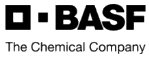 BASF
The Chemical Company